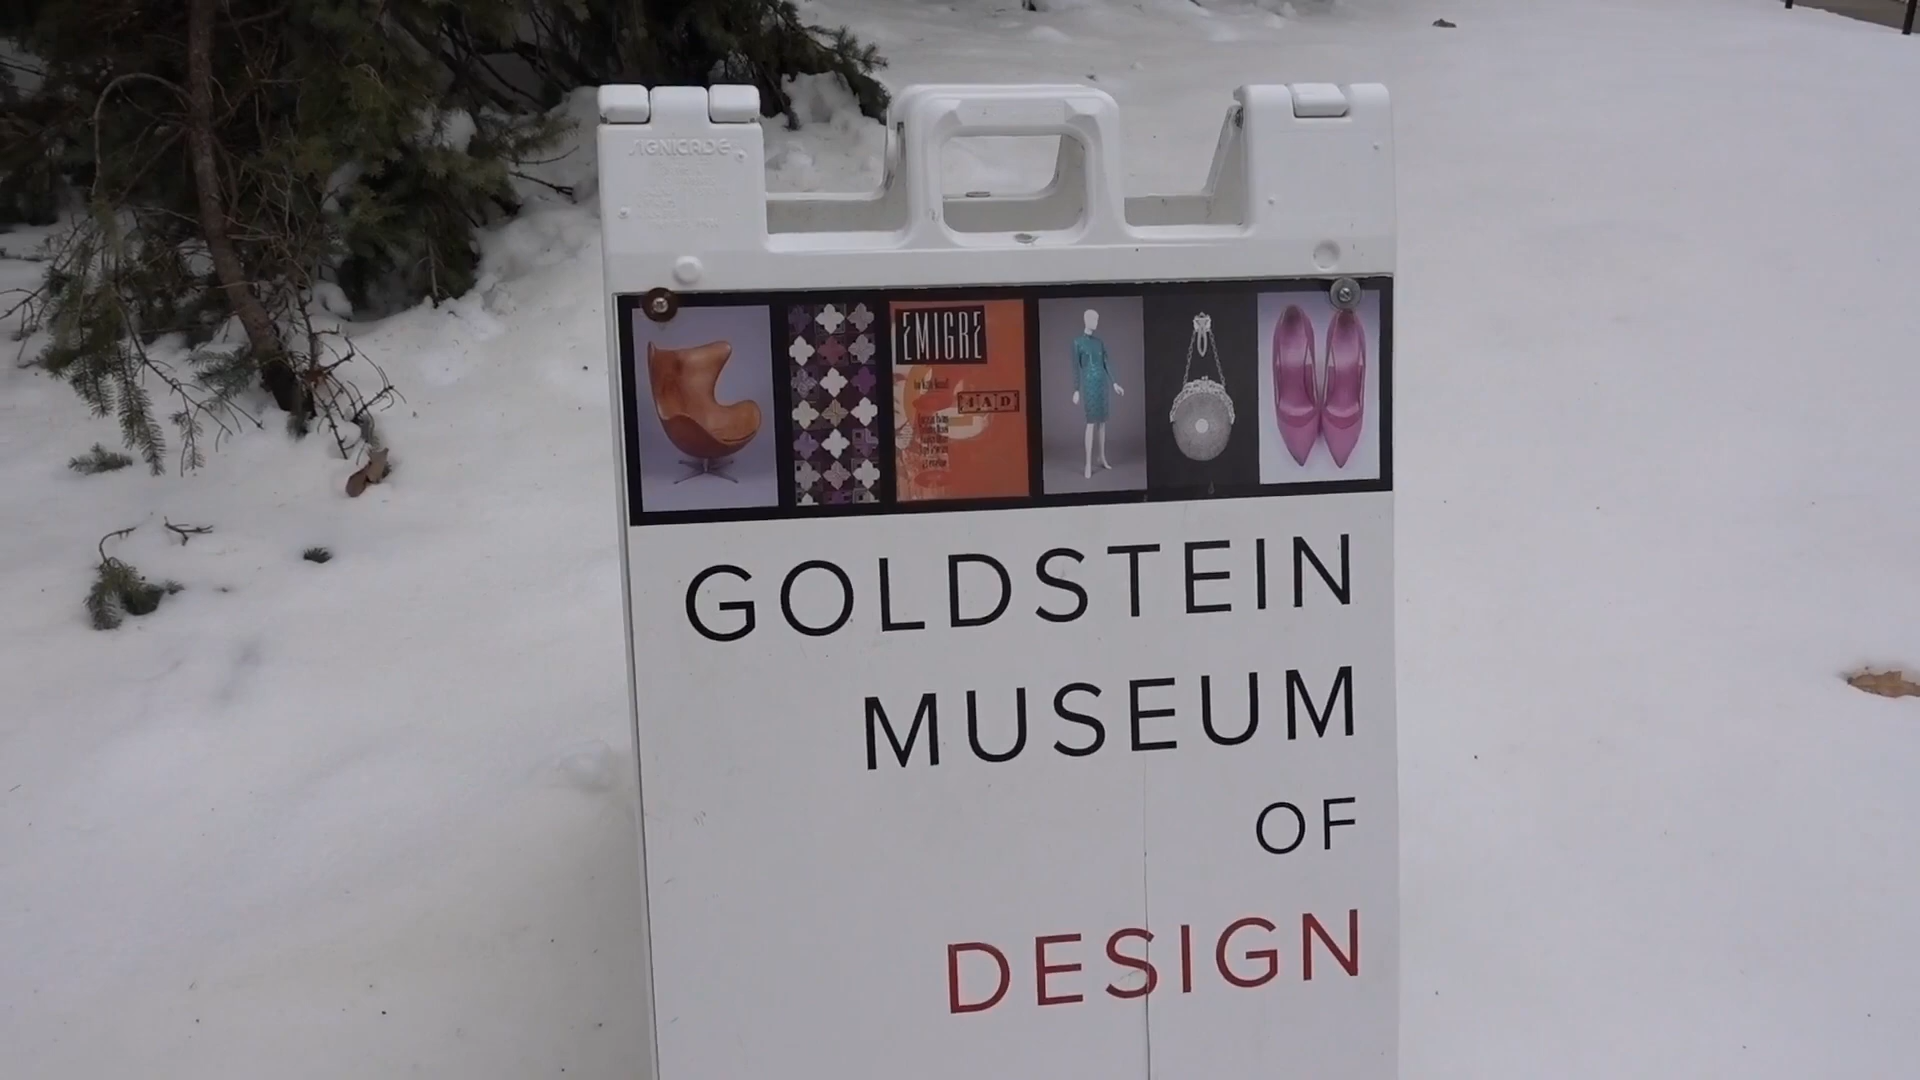 SIGNICADE
EMIGRE
4AD
GOLDSTEIN
MUSEUM
OF
DESIGN